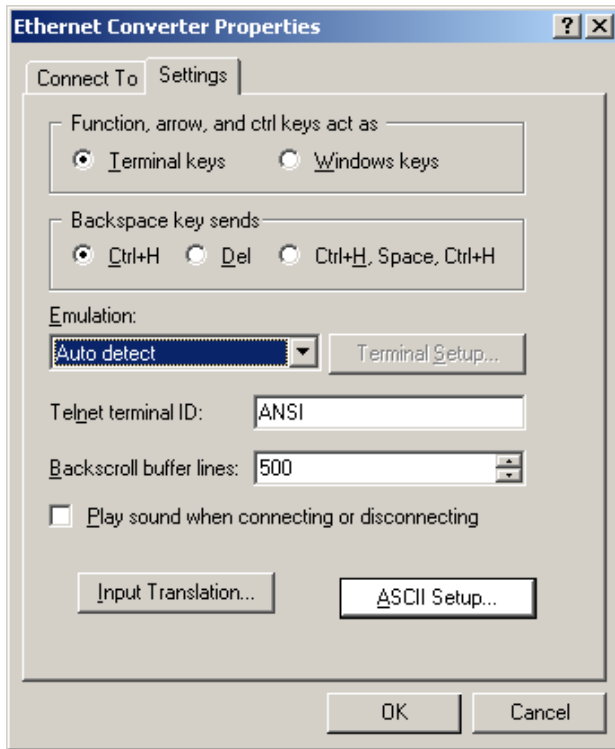 Ethernet Converter Properties
Connect To Settings
Function, arrow, and ctrl keys act as
Terminal keys Windows keys
Backspace key sends
Ctrl+H Del Ctrl+H, Space, Ctrl+H
Emulation:
Auto detect Terminal Setup...
Telnet terminal ID: ANSI
Backscroll buffer lines: 500
Play sound when connecting or disconnecting
Input Translation... ASCII Setup...
OK Cancel